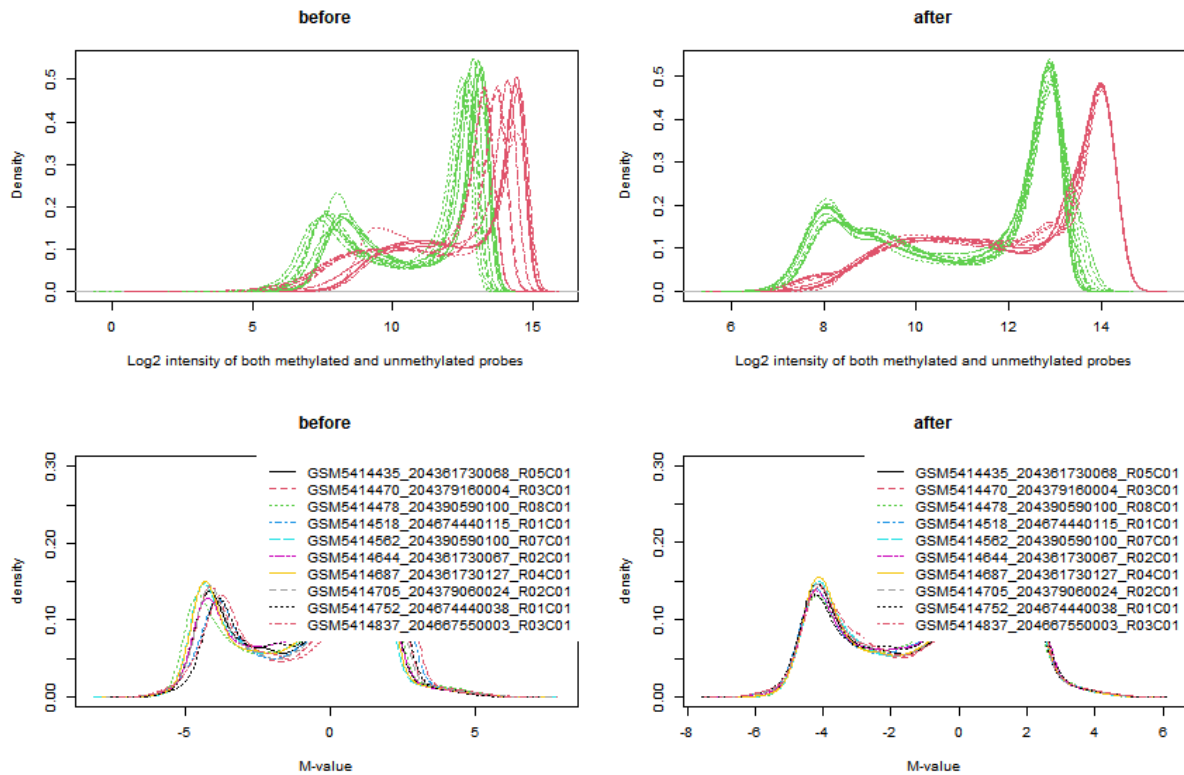 before
Density
0.0 0.1 0.2 0.3 0.4 0.5
0 5 10 15
Log2 intensity of both methylated and unmethylated probes
after
Density
0.0 0.1 0.2 0.3 0.4 0.5
6 8 10 12 14
Log2 intensity of both methylated and unmethylated probes
before
density
0.00 0.10 0.20 0.30
-5 0 5
M-value
GSM5414435_204361730068_R05C01
GSM5414470_204379160004_R03C01
GSM5414478_204390590100_R08C01
GSM5414518_204674440115_R01C01
GSM5414562_204390590100_R07C01
GSM5414644_204361730067_R02C01
GSM5414687_204361730127_R04C01
GSM5414705_204379060024_R02C01
GSM5414752_204674440038_R01C01
GSM5414837_204667550003_R03C01
after
density
0.00 0.10 0.20 0.30
-8 -6 -4 -2 0 2 4 6
M-value
GSM5414435_204361730068_R05C01
GSM5414470_204379160004_R03C01
GSM5414478_204390590100_R08C01
GSM5414518_204674440115_R01C01
GSM5414562_204390590100_R07C01
GSM5414644_204361730067_R02C01
GSM5414687_204361730127_R04C01
GSM5414705_204379060024_R02C01
GSM5414752_204674440038_R01C01
GSM5414837_204667550003_R03C01